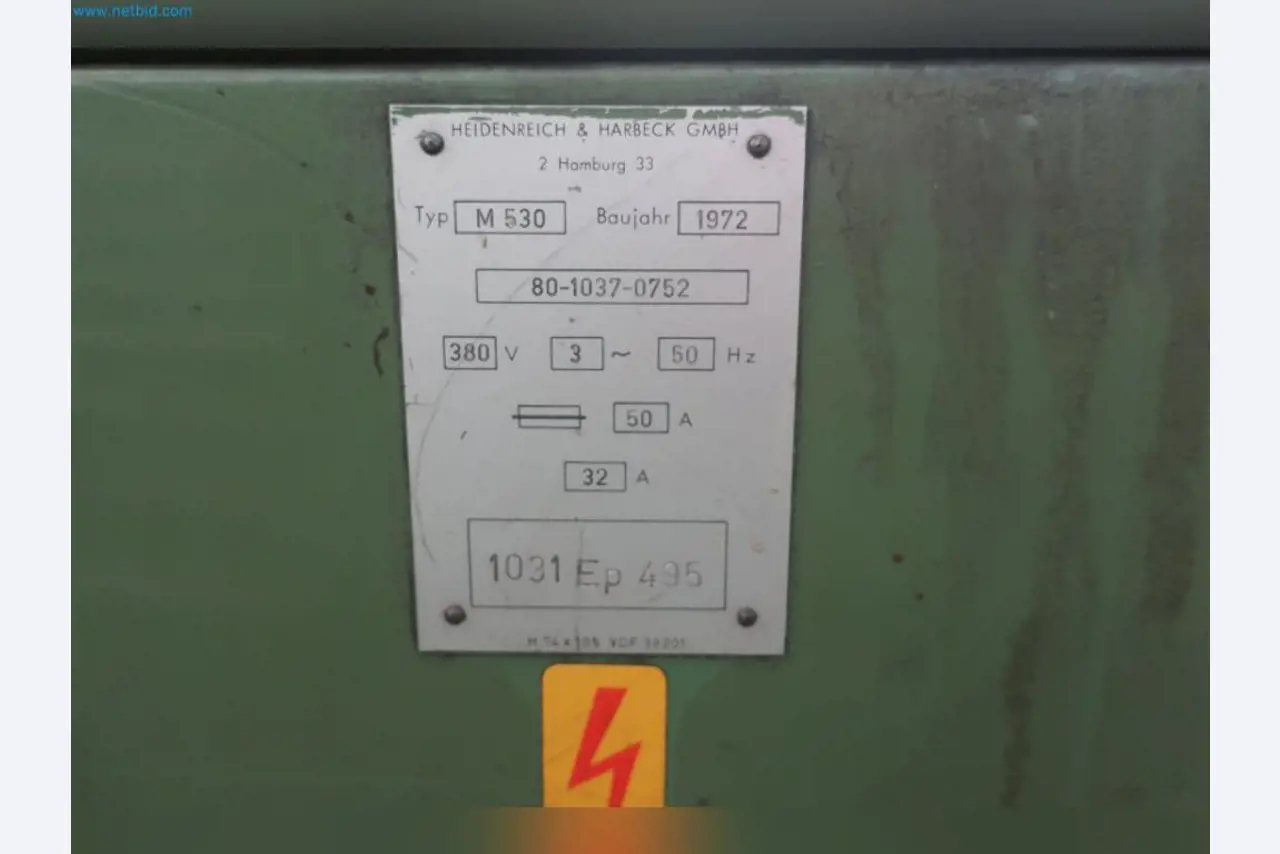 www.netbid.com
HEIDENREICH & HARBECK GMBH
2 Hamburg 33
Typ M 530 Baujahr 1972
80-1037-0752
380 V 3 ~ 50 Hz
50 A
32 A
1031 Ep 495